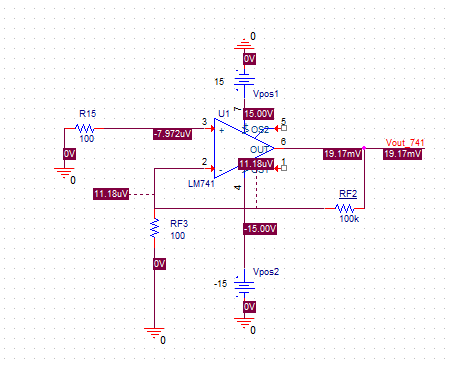 0
0V
15
Vpos1
R15
100
U1
7
15.00V
3
-7.972uV
+
OS2
5
OUT
6
Vout_741
0V
0
2
-
11.18uV
1
19.17mV
19.17mV
LM741
4
11.18uV
RF2
100k
RF3
100
-15.00V
0V
-15
Vpos2
0V
0
0